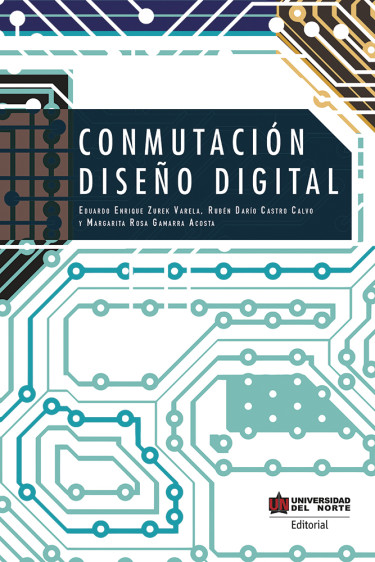 CONMUTACIÓN
DISEÑO DIGITAL
Eduardo Enrique Zurek Varela, Rubén Darío Castro Calvo
y Margarita Rosa Gamarra Acosta
UN UNIVERSIDAD
DEL NORTE
Editorial